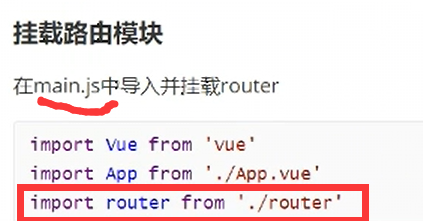 挂载路由模块
在main.js中导入并挂载router
import Vue from 'vue'
import App from './App.vue'
import router from './router'